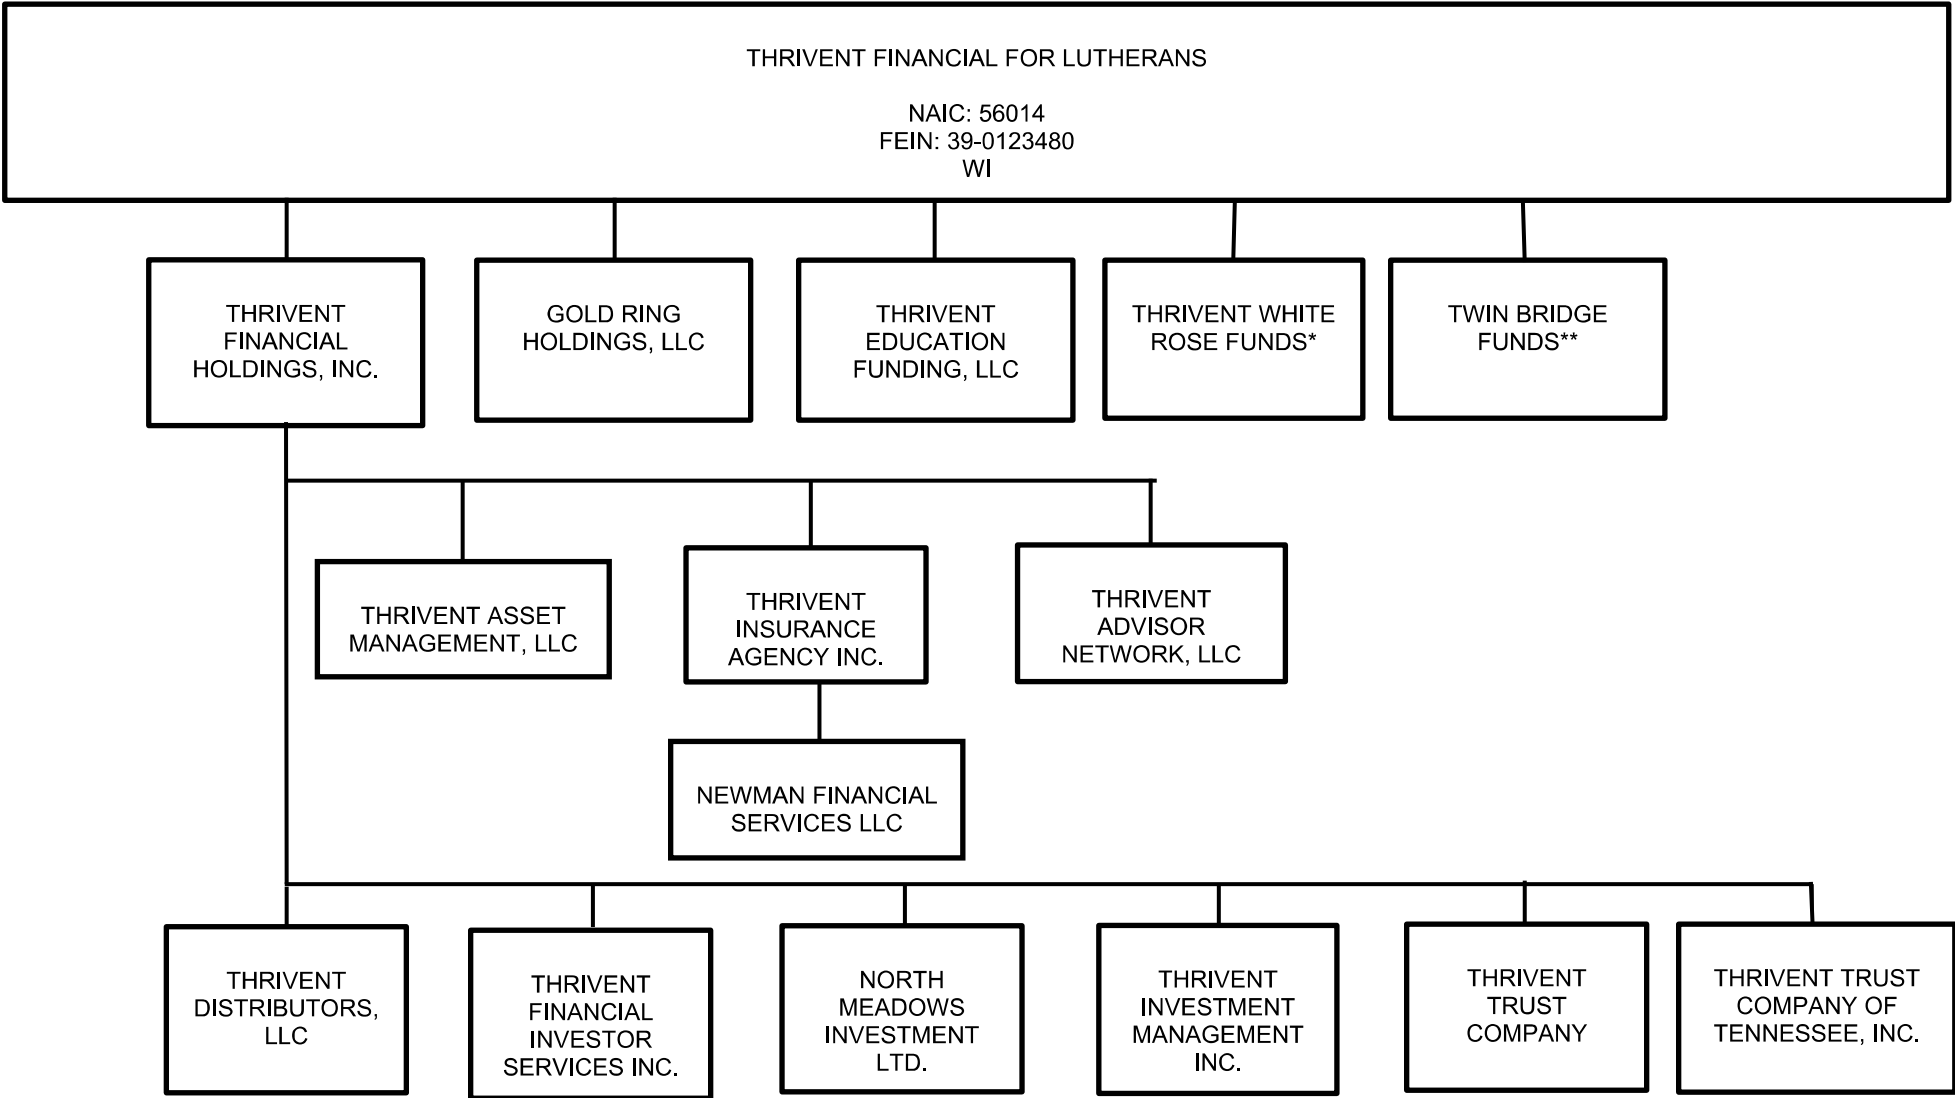 THRIVENT FINANCIAL FOR LUTHERANS
NAIC: 56014
FEIN: 39-0123480
WI
THRIVENT
FINANCIAL
HOLDINGS, INC.
GOLD RING
HOLDINGS, LLC
THRIVENT
EDUCATION
FUNDING, LLC
THRIVENT WHITE
ROSE FUNDS*
TWIN BRIDGE
FUNDS**
THRIVENT ASSET
MANAGEMENT, LLC
THRIVENT
INSURANCE
AGENCY INC.
THRIVENT
ADVISOR
NETWORK, LLC
NEWMAN FINANCIAL
SERVICES LLC
THRIVENT
DISTRIBUTORS,
LLC
THRIVENT
FINANCIAL
INVESTOR
SERVICES INC.
NORTH
MEADOWS
INVESTMENT
LTD.
THRIVENT
INVESTMENT
MANAGEMENT
INC.
THRIVENT
TRUST
COMPANY
THRIVENT TRUST
COMPANY OF
TENNESSEE, INC.